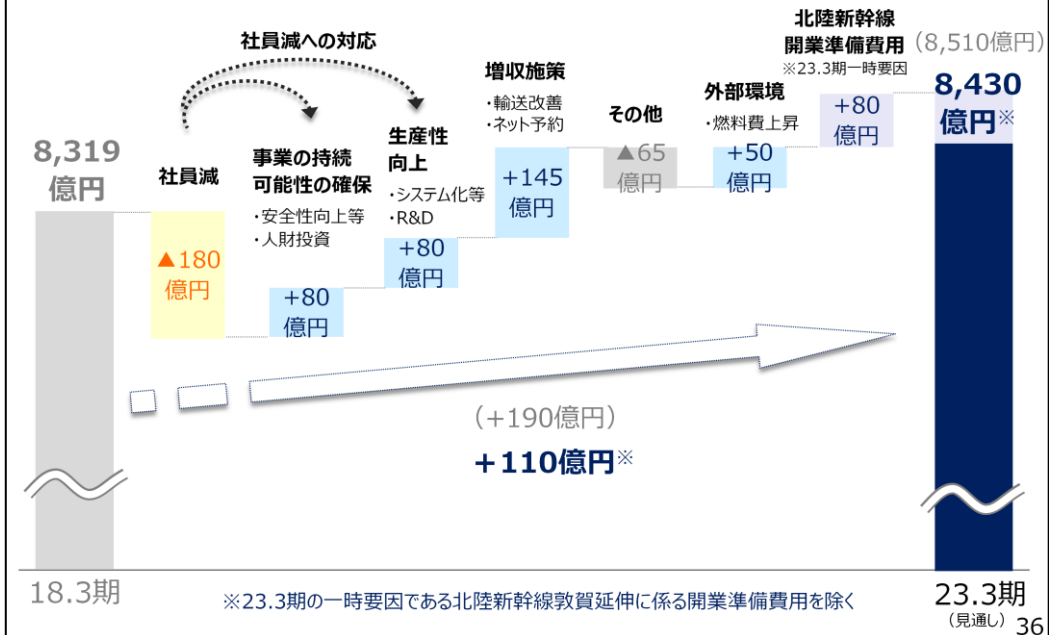 社員減への対応
8,319
億円
社員減
▲180
億円
事業の持続
可能性の確保
・安全性向上等
・人財投資
+80
億円
生産性
向上
・システム化等
・R&D
+80
億円
増収施策
・輸送改善
・ネット予約
+145
億円
その他
▲65
億円
外部環境
・燃料費上昇
+50
億円
北陸新幹線
開業準備費用
※23.3期一時要因
+80
億円
（8,510億円）
8,430
億円※
（+190億円）
+110億円※
18.3期
※23.3期の一時要因である北陸新幹線敦賀延伸に係る開業準備費用を除く
23.3期
（見通し）
36